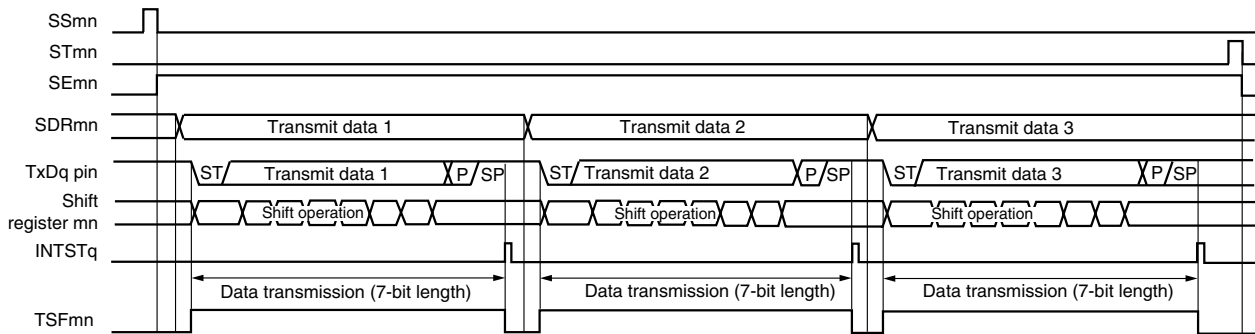 SSmn
STmn
SEmn
SDRmn Transmit data 1 Transmit data 2 Transmit data 3
TxDq pin ST Transmit data 1 P SP ST Transmit data 2 P SP ST Transmit data 3 P SP
Shift
register mn Shift operation Shift operation Shift operation
INTSTq
Data transmission (7-bit length) Data transmission (7-bit length) Data transmission (7-bit length)
TSFmn